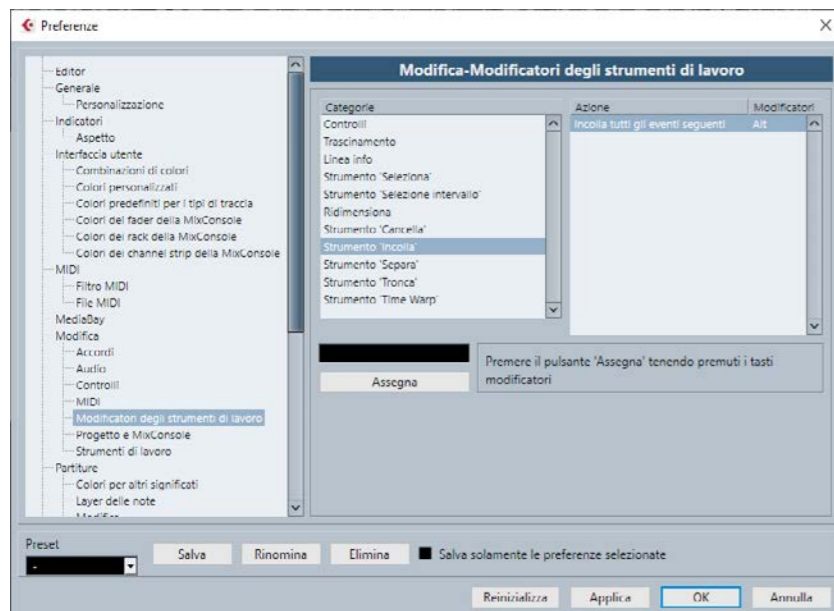 Preferenze
Editor
Generale
Personalizzazione
Indicatori
Aspetto
Interfaccia utente
Combinazioni di colori
Colori personalizzati
Colori predefiniti per i tipi di traccia
Colori dei fader della MixConsole
Colori dei rack della MixConsole
Colori dei channel strip della MixConsole
MIDI
Filtro MIDI
File MIDI
MediaBay
Modifica
Accordi
Audio
Controlli
MIDI
Modificatori degli strumenti di lavoro
Progetto e MixConsole
Strumenti di lavoro
Partiture
Colori per altri significati
Layer delle note
Modifica-Modificatori degli strumenti di lavoro
Categorie
Controlli
Trascinamento
Linea info
Strumento 'Seleziona'
Strumento 'Selezione intervallo'
Ridimensiona
Strumento 'Cancella'
Strumento 'Incolla'
Strumento 'Separa'
Strumento 'Tronca'
Strumento 'Time Warp'
Azione Modificatori
Incolla tutti gli eventi seguenti Alt
Assegna
Premere il pulsante 'Assegna' tenendo premuti i tasti
modificatori
Preset
-
Salva Rinomina Elimina Salva solamente le preferenze selezionate
Reinizializza Applica OK Annulla